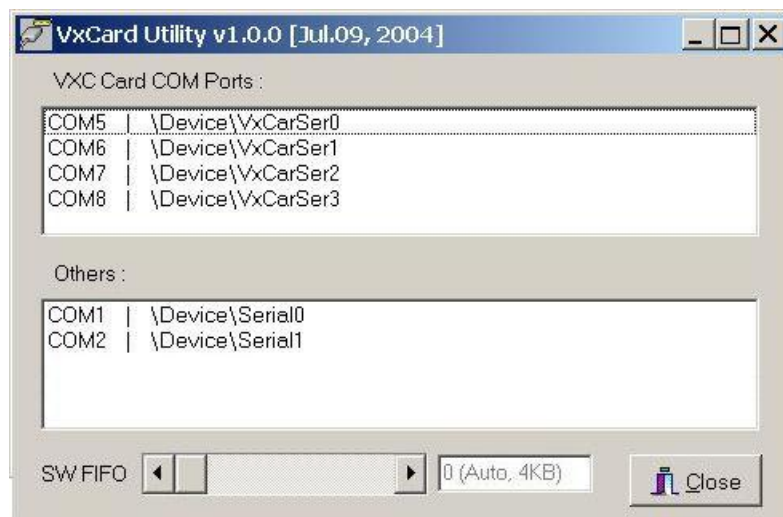 VxCard Utility v1.0.0 [Jul.09, 2004]
VXC Card COM Ports :
COM5 | \Device\VxCarSer0
COM6 | \Device\VxCarSer1
COM7 | \Device\VxCarSer2
COM8 | \Device\VxCarSer3
Others :
COM1 | \Device\Serial0
COM2 | \Device\Serial1
SW FIFO 0 (Auto, 4KB) Close